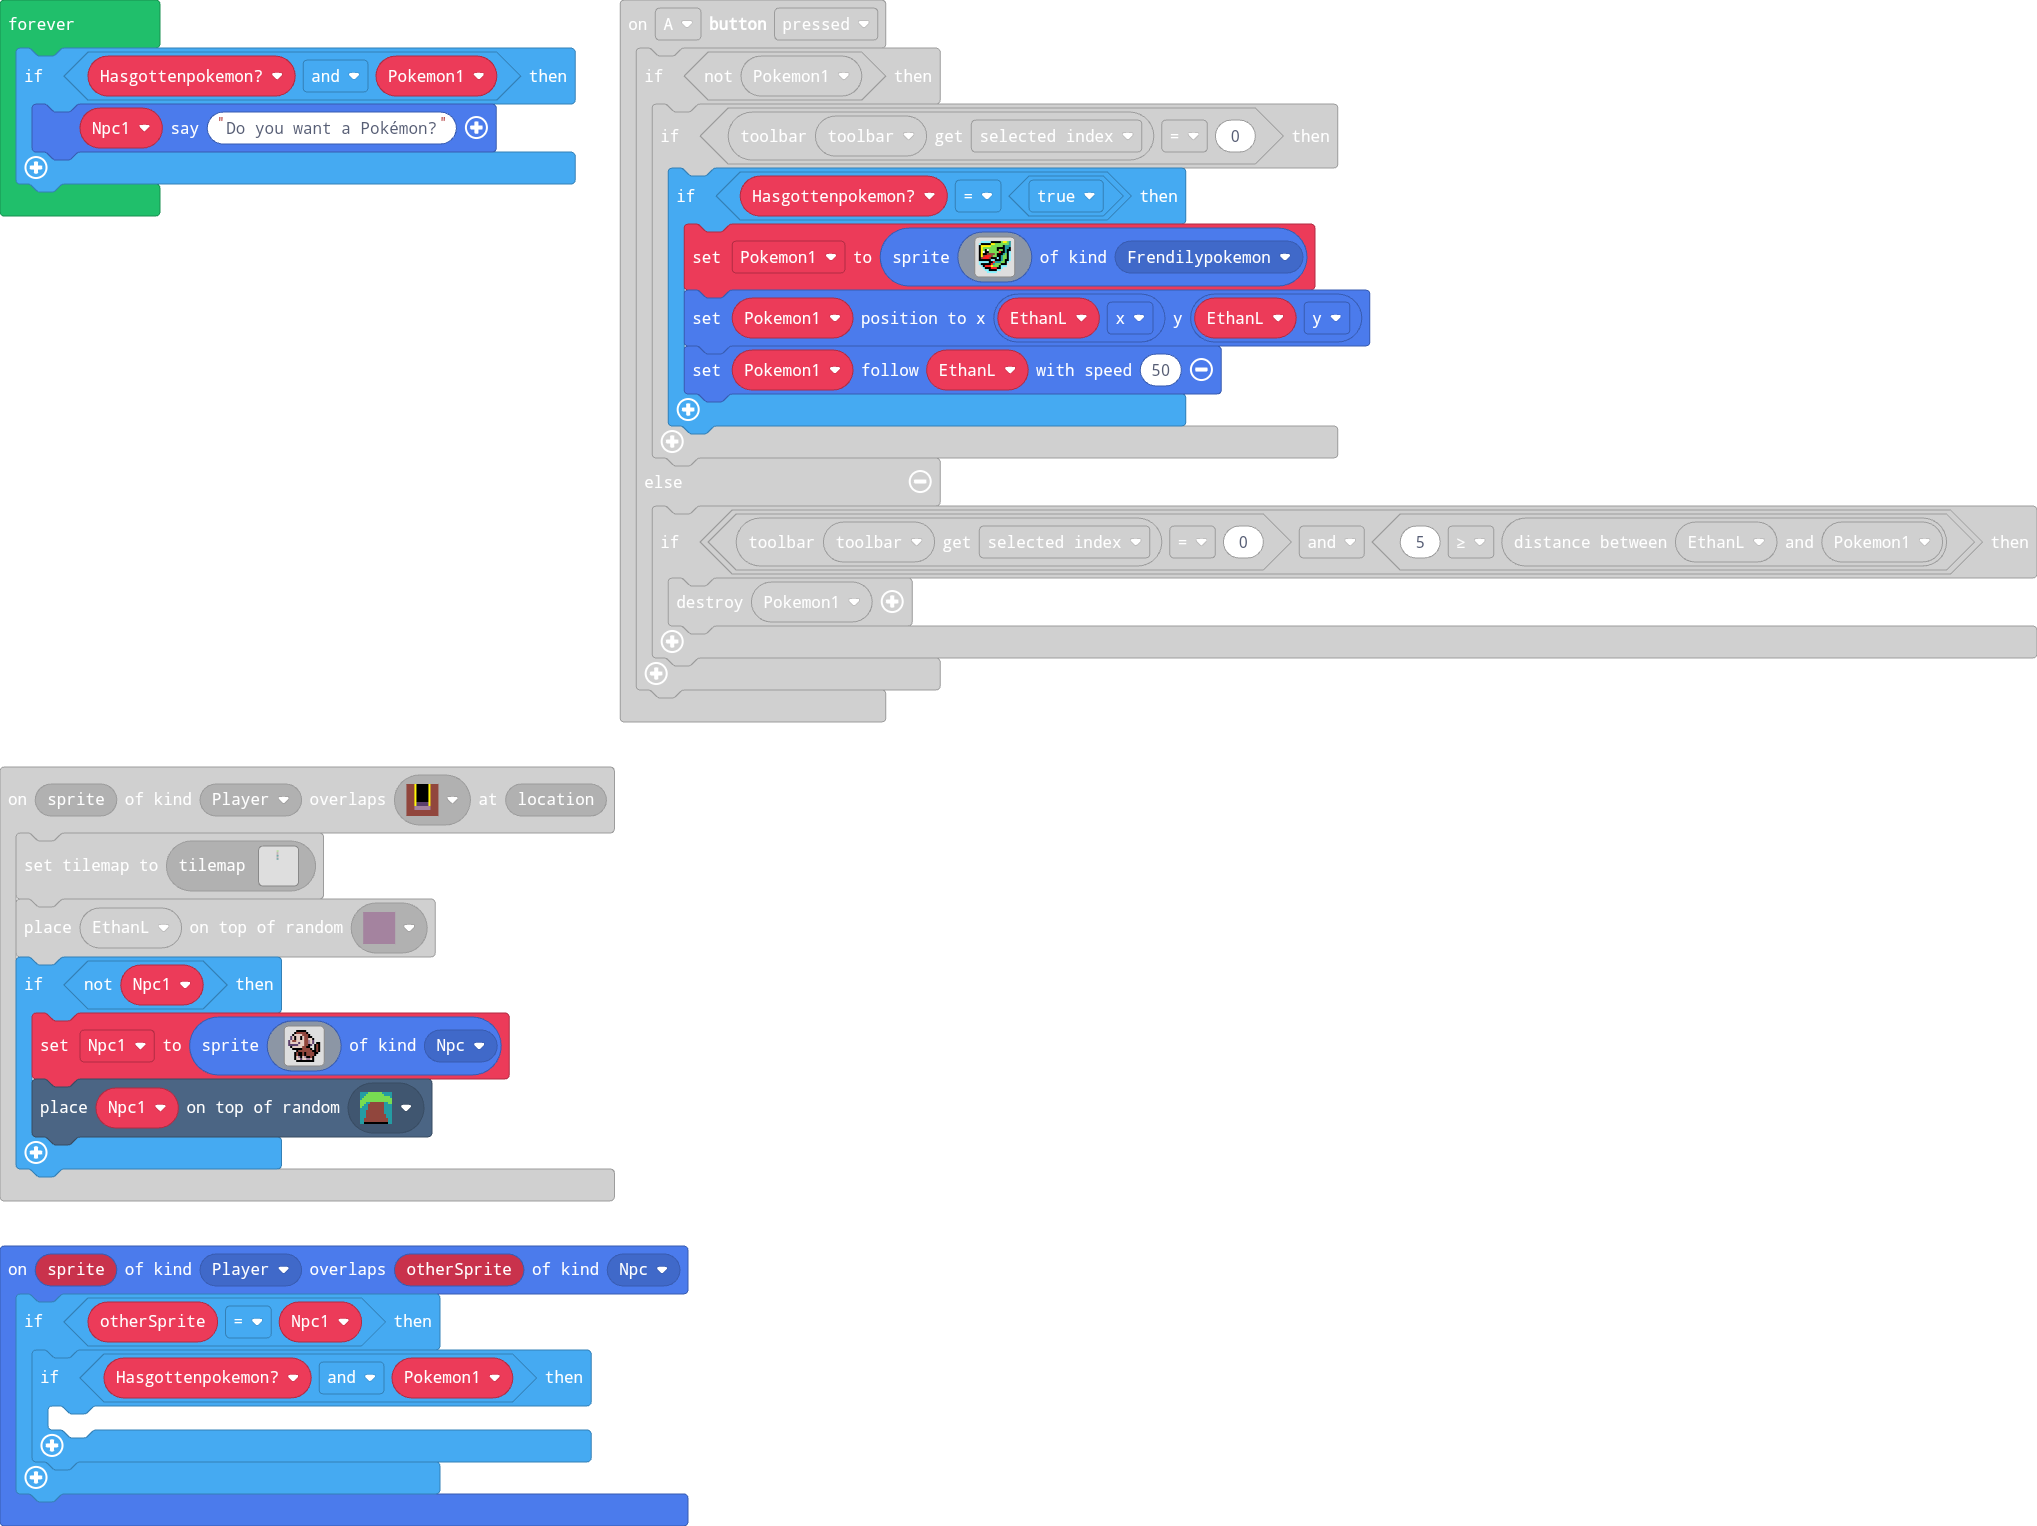 forever
if Hasgottenpokemon? and Pokemon1 then
Npc1 say "Do you want a Pokémon?"
on A button pressed
if not Pokemon1 then
if toolbar toolbar get selected index = 0 then
if Hasgottenpokemon? = true then
set Pokemon1 to sprite of kind Frendilypokemon
set Pokemon1 position to x EthanL x y EthanL y
set Pokemon1 follow EthanL with speed 50
else
if toolbar toolbar get selected index = 0 and 5 ≥ distance between EthanL and Pokemon1 then
destroy Pokemon1
on sprite of kind Player overlaps at location
set tilemap to tilemap
place EthanL on top of random
if not Npc1 then
set Npc1 to sprite of kind Npc
place Npc1 on top of random
on sprite of kind Player overlaps otherSprite of kind Npc
if otherSprite = Npc1 then
if Hasgottenpokemon? and Pokemon1 then